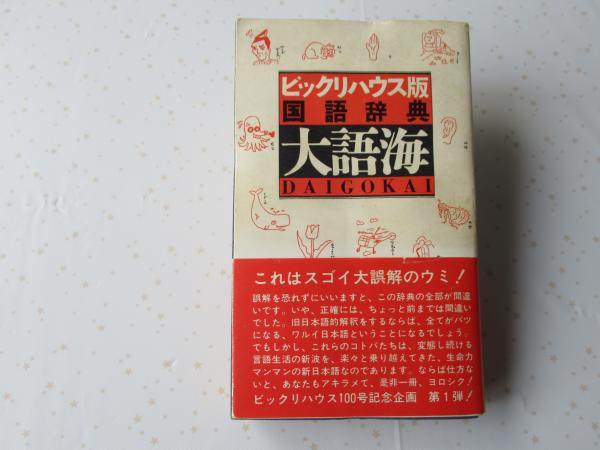 ビックリハウス版
国語辞典
大語海
DAIGOKAI
これはスゴイ大誤解のウミ!
誤解を恐れずにいいますと、この辞典の全部が間違
いです。いや、正確には、ちょっと前までは間違い
でした。旧日本語的解釈をするならば、全てがバツ
になる、ワルイ日本語ということになるでしょう。
でもしかし、これらのコトバたちは、変態し続ける
言語生活の新波を、楽々と乗り越えてきた、生命力
マンマンの新日本語なのであります。ならば仕方な
いと、あなたもアキラメて、是非一冊、ヨロシク!
ビックリハウス100号記念企画 第1弾!